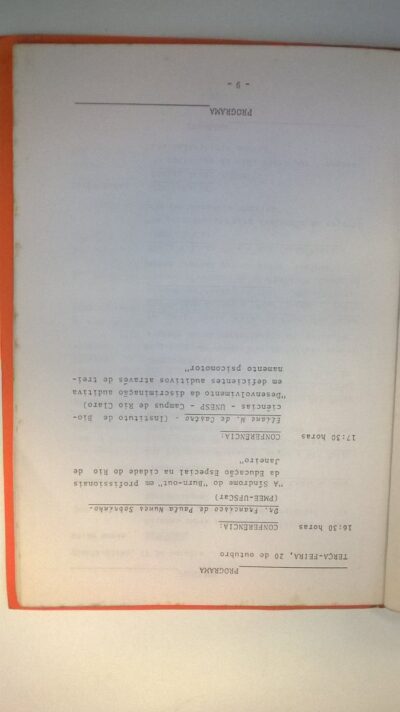 PROGRAMA
TERÇA-FEIRA, 20 de outubro
16:30 horas CONFERÊNCIA:
Dr. Francisco de Paula Nunes Sobrinho-
(PMEE-UFSCar)
"A Síndrome do "Burn-out" em profissionais
da Educação Especial na cidade do Rio de
Janeiro"
17:30 horas CONFERÊNCIA:
Eliane M. de Castro - (Instituto de Bio-
ciências - UNESP - Campus de Rio Claro)
"Desenvolvimento da discriminação auditiva
em deficientes auditivos através de trei-
namento psicomotor"
PROGRAMA
- 9 -